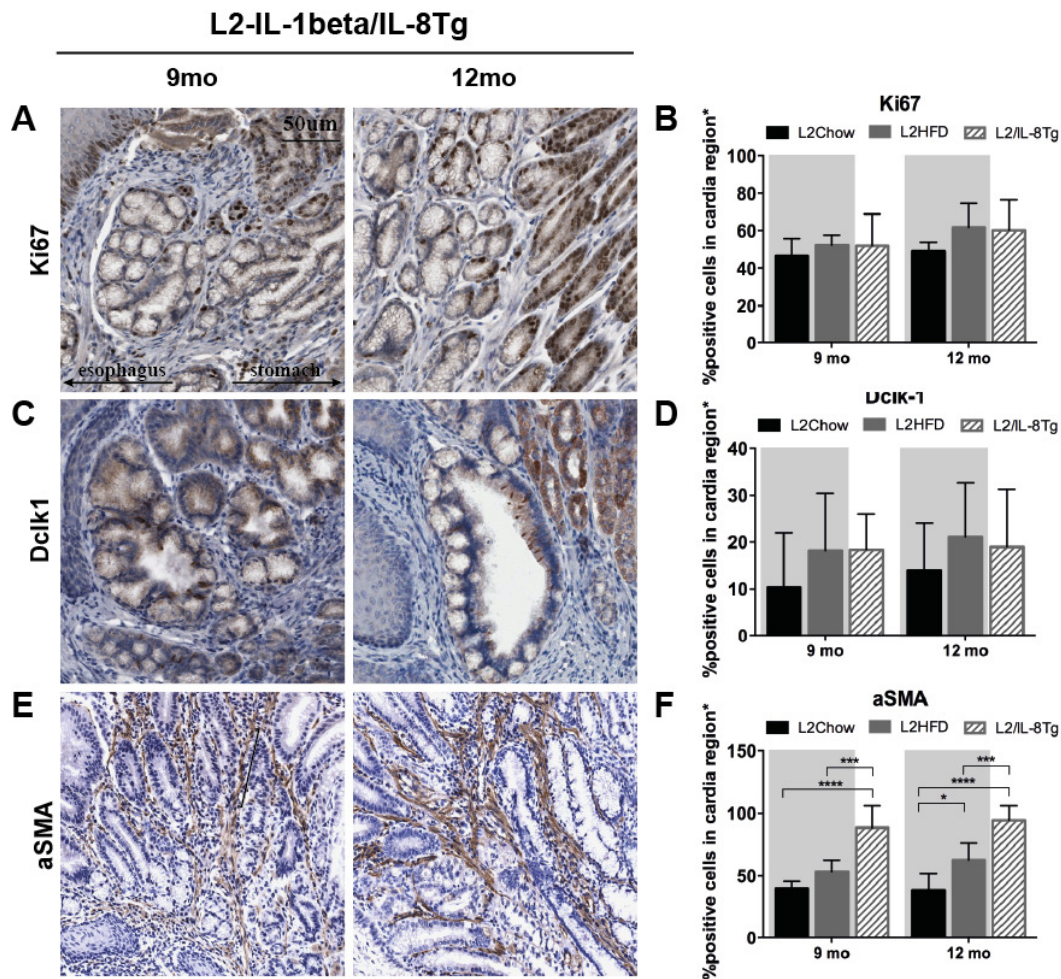 L2-IL-1beta/IL-8Tg
9mo
12mo
A
50um
Ki67
esophagus
stomach
B
Ki67
L2Chow
L2HFD
L2/IL-8Tg
%positive cells in cardia region*
100
80
60
40
20
0
9 mo
12 mo
C
Dclk1
D
Dclk-1
L2Chow
L2HFD
L2/IL-8Tg
%positive cells in cardia region*
40
30
20
10
0
9 mo
12 mo
E
aSMA
F
aSMA
L2Chow
L2HFD
L2/IL-8Tg
%positive cells in cardia region*
150
100
50
0
***
****
***
****
*
9 mo
12 mo